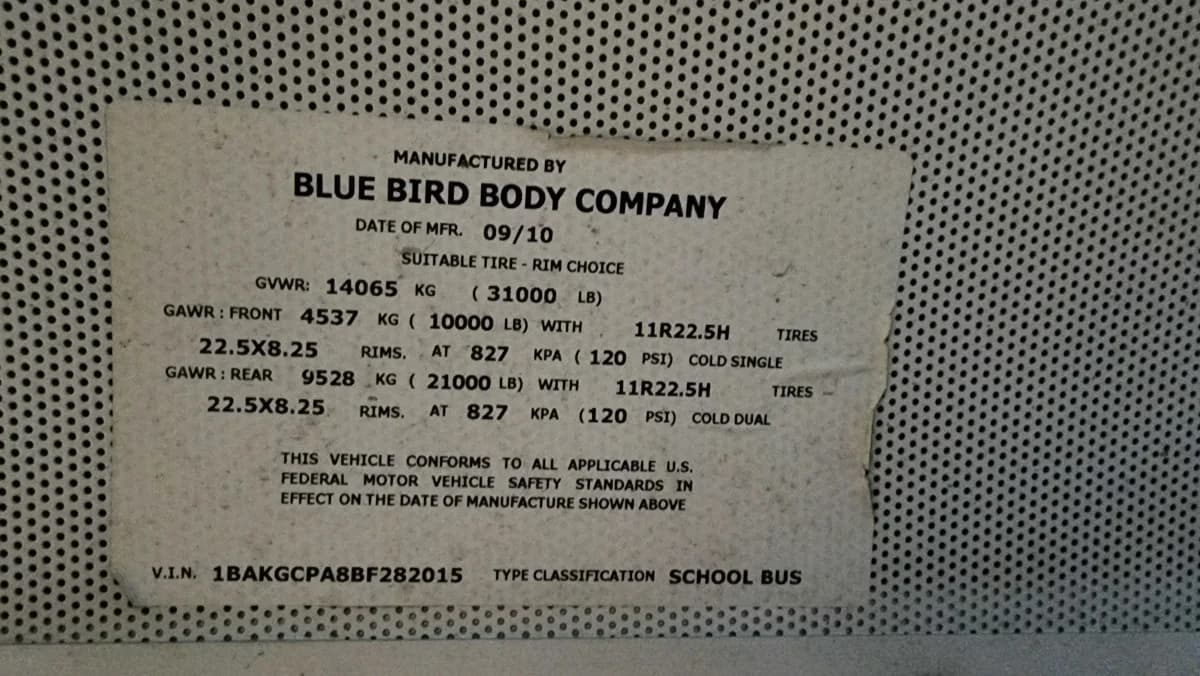 MANUFACTURED BY
BLUE BIRD BODY COMPANY
DATE OF MFR. 09/10
SUITABLE TIRE - RIM CHOICE
GVWR: 14065 KG ( 31000 LB)
GAWR : FRONT 4537 KG ( 10000 LB) WITH 11R22.5H TIRES
22.5X8.25 RIMS. AT 827 KPA ( 120 PSI) COLD SINGLE
GAWR : REAR 9528 KG ( 21000 LB) WITH 11R22.5H TIRES
22.5X8.25 RIMS. AT 827 KPA (120 PSI) COLD DUAL
THIS VEHICLE CONFORMS TO ALL APPLICABLE U.S.
FEDERAL MOTOR VEHICLE SAFETY STANDARDS IN
EFFECT ON THE DATE OF MANUFACTURE SHOWN ABOVE
V.I.N. 1BAKGCPA8BF282015 TYPE CLASSIFICATION SCHOOL BUS